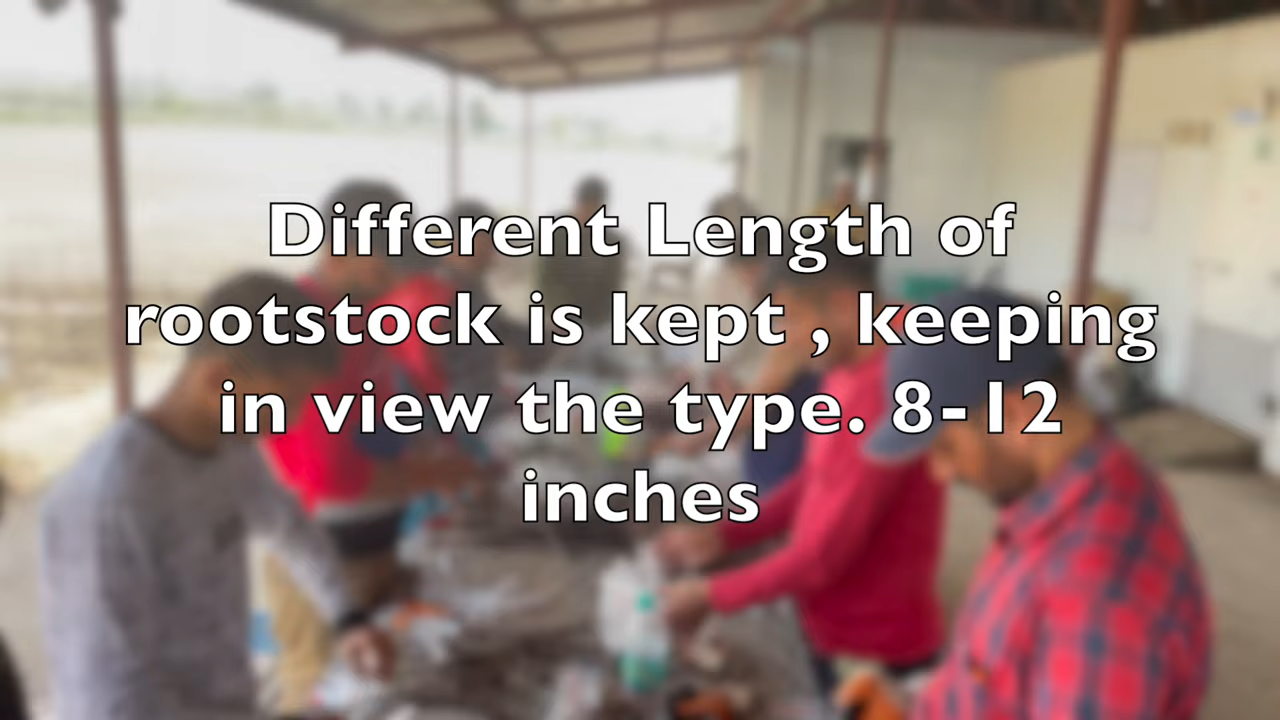 Different Length of
rootstock is kept , keeping
in view the type. 8-12
inches